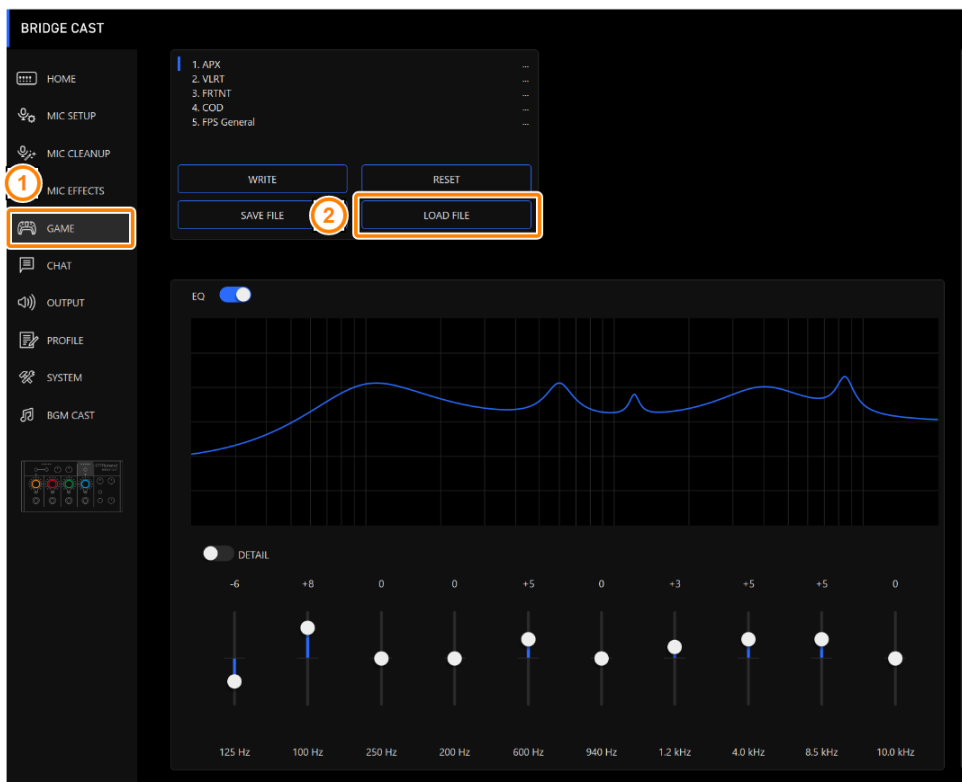 BRIDGE CAST
HOME
MIC SETUP
MIC CLEANUP
1
MIC EFFECTS
GAME
CHAT
OUTPUT
PROFILE
SYSTEM
BGM CAST
1. APX ...
2. VLRT ...
3. FRTNT ...
4. COD ...
5. FPS General ...
WRITE RESET
SAVE FILE 2 LOAD FILE
EQ
DETAIL
-6 +8 0 0 +5 0 +3 +5 +5 0
125 Hz 100 Hz 250 Hz 200 Hz 600 Hz 940 Hz 1.2 kHz 4.0 kHz 8.5 kHz 10.0 kHz